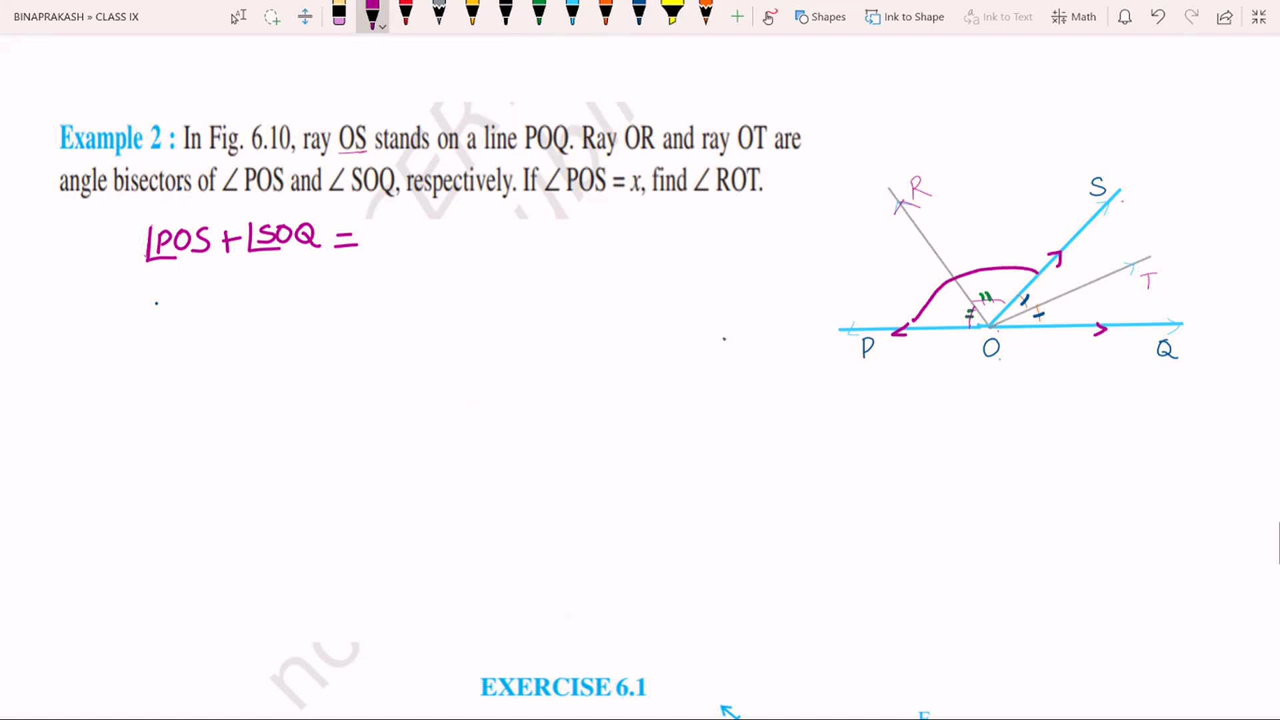 BINAPRAKASH » CLASS IX
Shapes
Ink to Shape
Ink to Text
Math
Example 2 : In Fig. 6.10, ray OS stands on a line POQ. Ray OR and ray OT are
angle bisectors of ∠ POS and ∠ SOQ, respectively. If ∠ POS = x, find ∠ ROT.
∠POS + ∠SOQ =
R
S
T
P
O
Q
EXERCISE 6.1